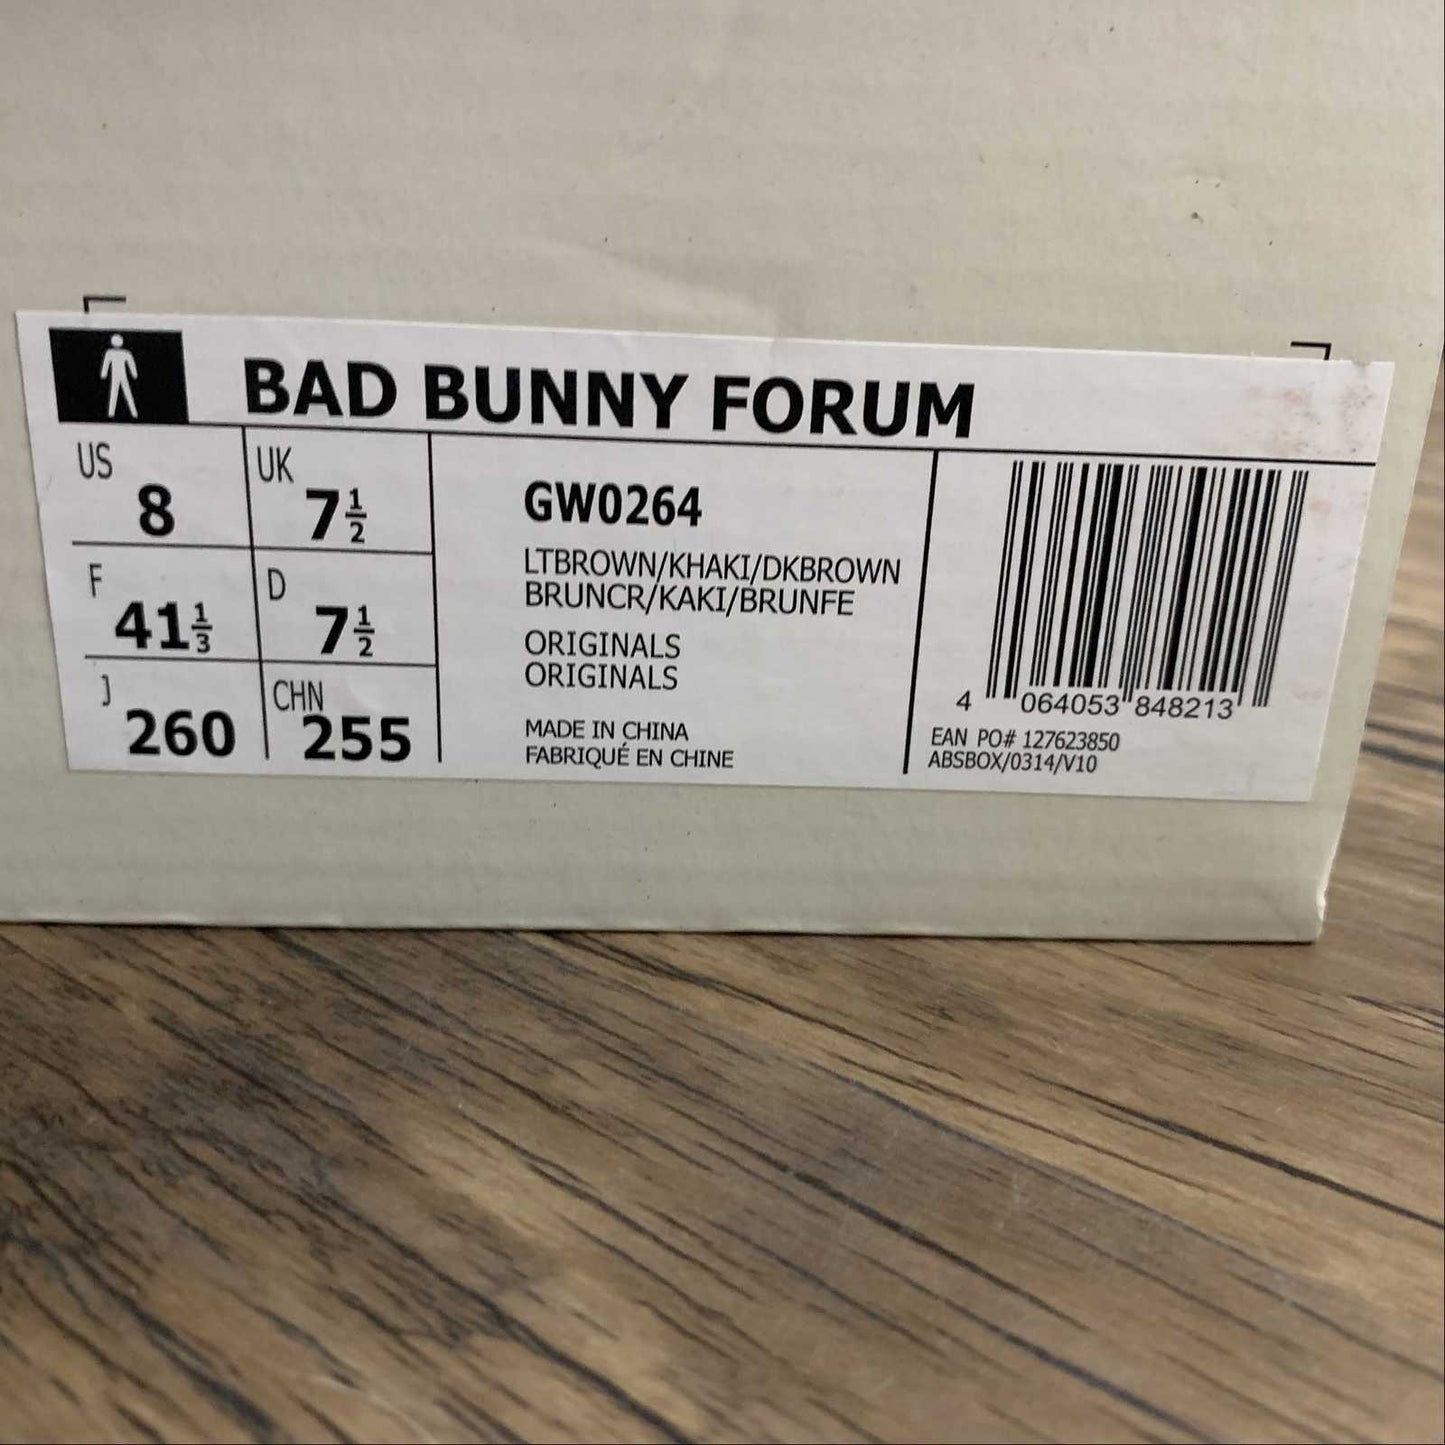 BAD BUNNY FORUM
US 8
UK 7½
F 41⅓
D 7½
J 260
CHN 255
GW0264
LTBROWN/KHAKI/DKBROWN
BRUNCR/KAKI/BRUNFE
ORIGINALS
ORIGINALS
MADE IN CHINA
FABRIQUÉ EN CHINE
4 064053 848213
EAN PO# 127623850
ABSBOX/0314/V10